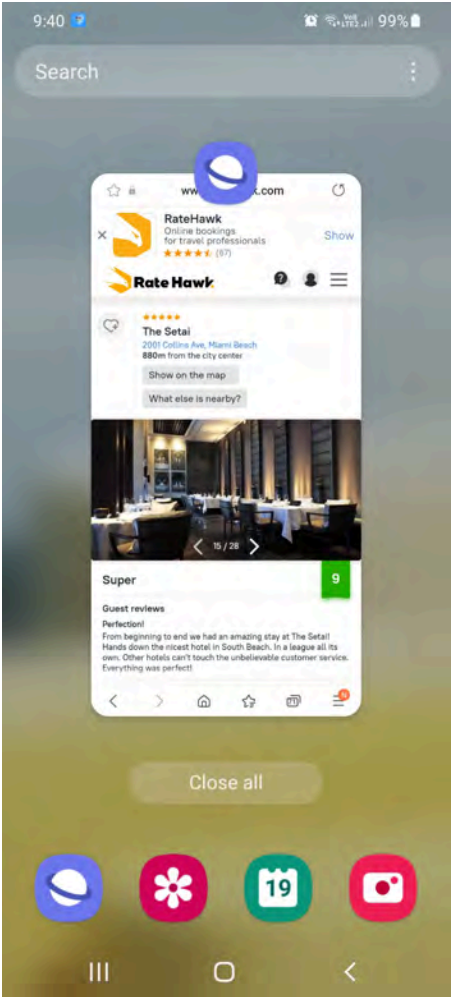 9:40 99%
Search
ww k.com
RateHawk
Online bookings
for travel professionals
(87)
Show
Rate Hawk
?
The Setai
2001 Collins Ave, Miami Beach
880m from the city center
Show on the map
What else is nearby?
15 / 28
Super
9
Guest reviews
Perfection!
From beginning to end we had an amazing stay at The Setai!
Hands down the nicest hotel in South Beach. In a league all its
own. Other hotels can't touch the unbelievable customer service.
Everything was perfect!
N
Close all
19